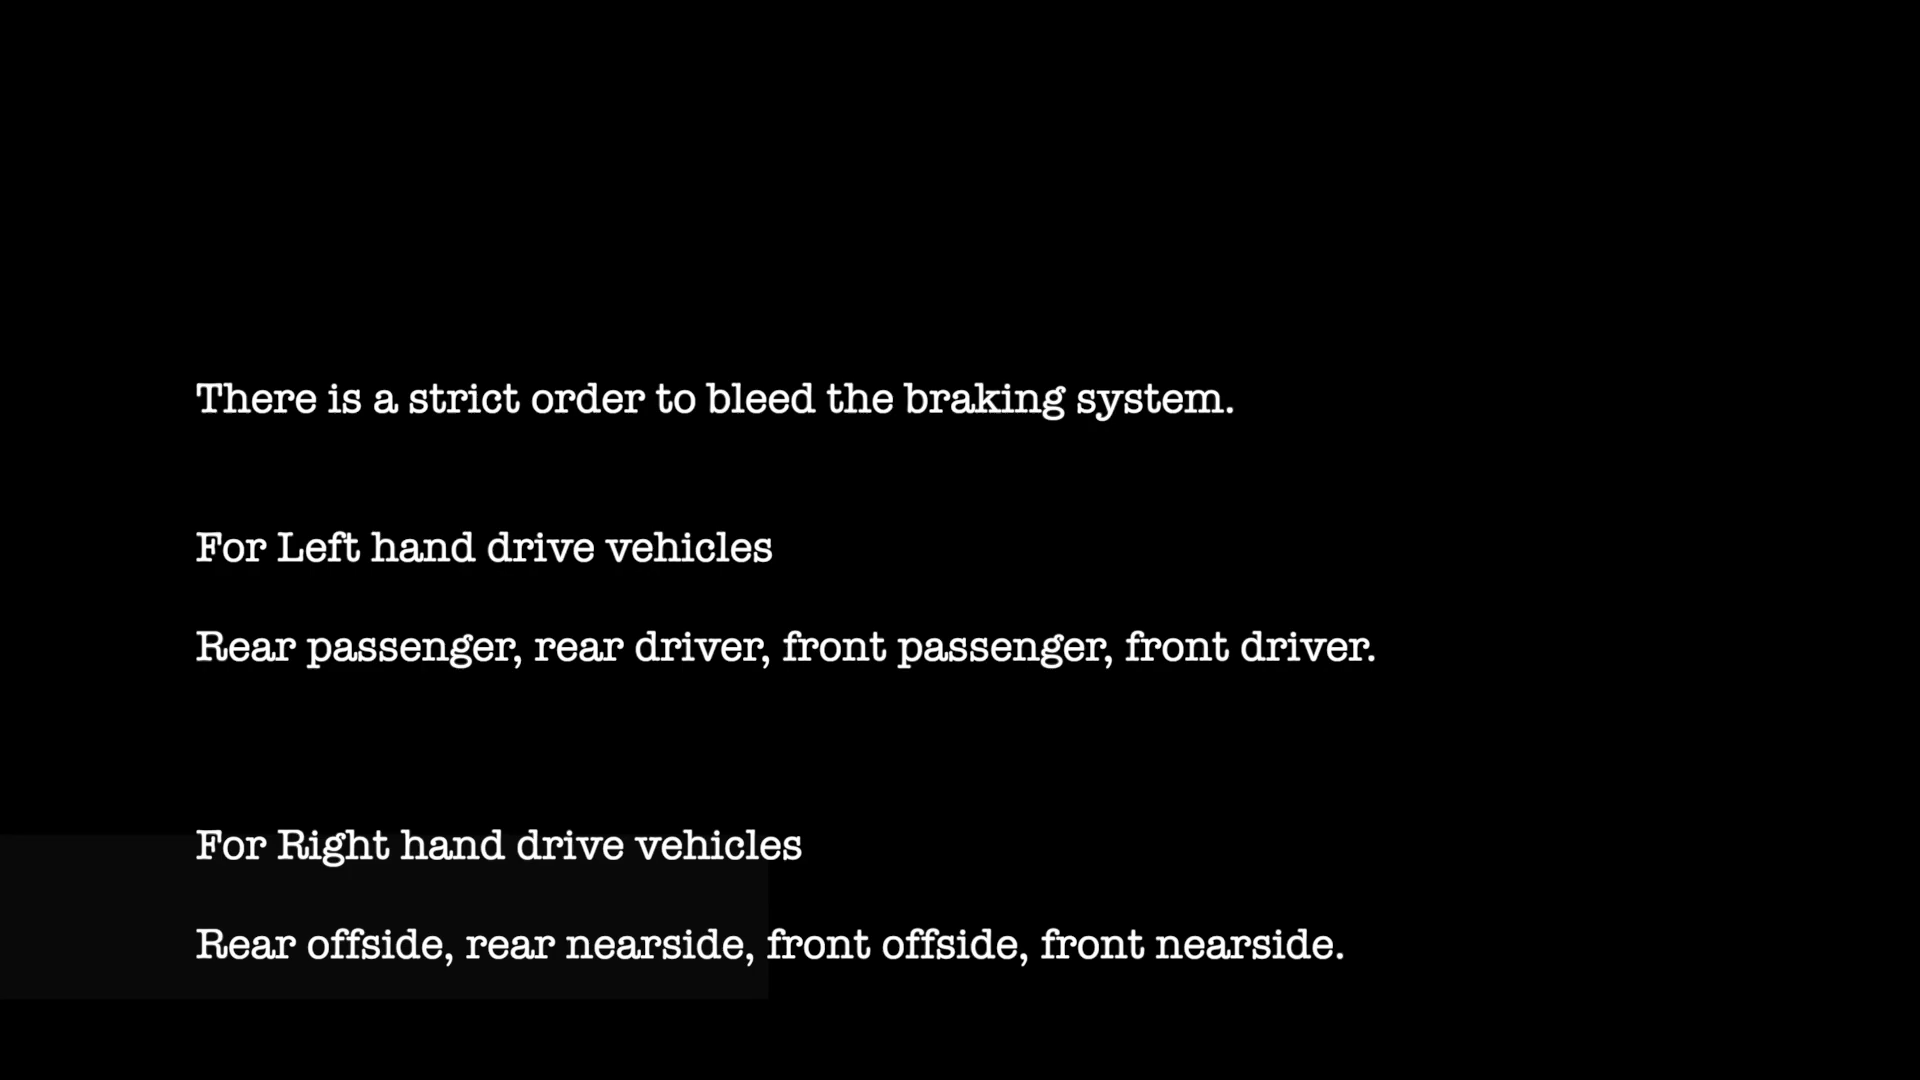 There is a strict order to bleed the braking system.
For Left hand drive vehicles
Rear passenger, rear driver, front passenger, front driver.
For Right hand drive vehicles
Rear offside, rear nearside, front offside, front nearside.